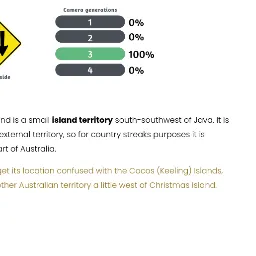 Camera generations
1 0%
2 0%
3 100%
4 0%
side
nd is a small island territory south-southwest of Java. It is
external territory, so for country streaks purposes it is
rt of Australia.
get its location confused with the Cocos (Keeling) Islands,
ther Australian territory a little west of Christmas Island.